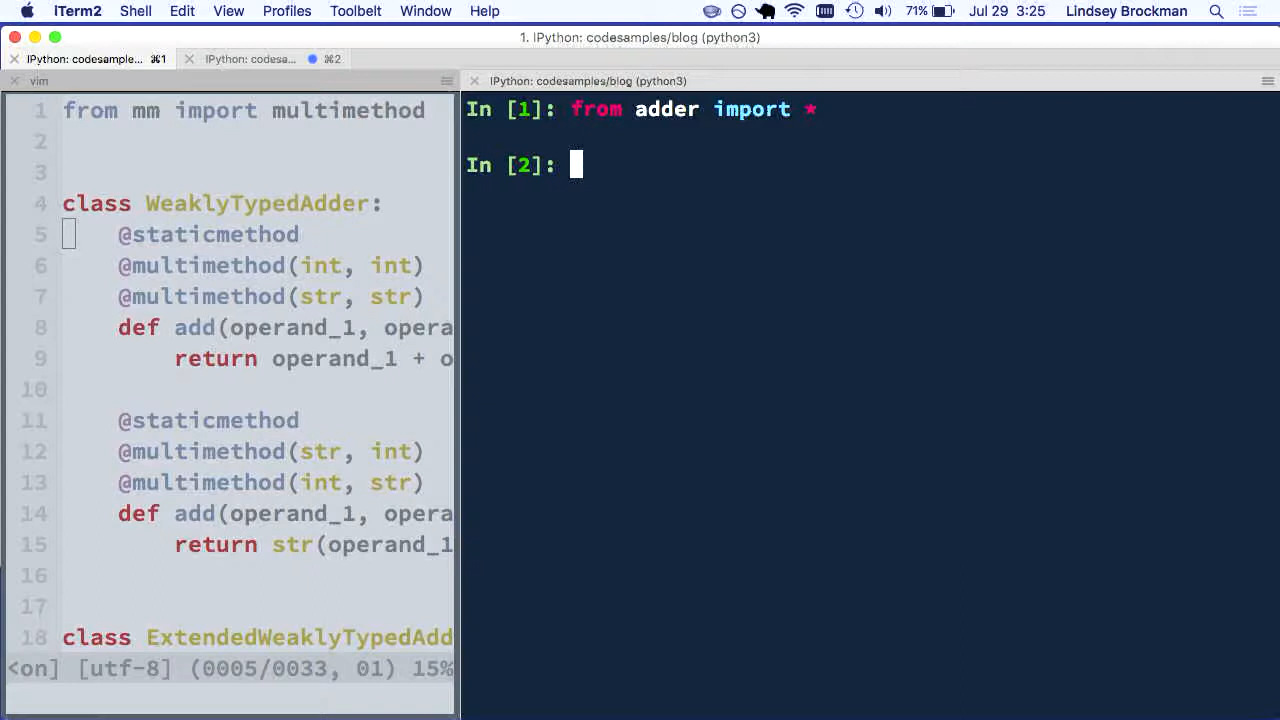 iTerm2 Shell Edit View Profiles Toolbelt Window Help 71% Jul 29 3:25 Lindsey Brockman
1. IPython: codesamples/blog (python3)
IPython: codesample... ⌘1 IPython: codesa... ⌘2
vim
1 from mm import multimethod
2
3
4 class WeaklyTypedAdder:
5 @staticmethod
6 @multimethod(int, int)
7 @multimethod(str, str)
8 def add(operand_1, opera
9 return operand_1 + o
10
11 @staticmethod
12 @multimethod(str, int)
13 @multimethod(int, str)
14 def add(operand_1, opera
15 return str(operand_1
16
17
18 class ExtendedWeaklyTypedAdd
<on] [utf-8] (0005/0033, 01) 15%
IPython: codesamples/blog (python3)
In [1]: from adder import *
In [2]: